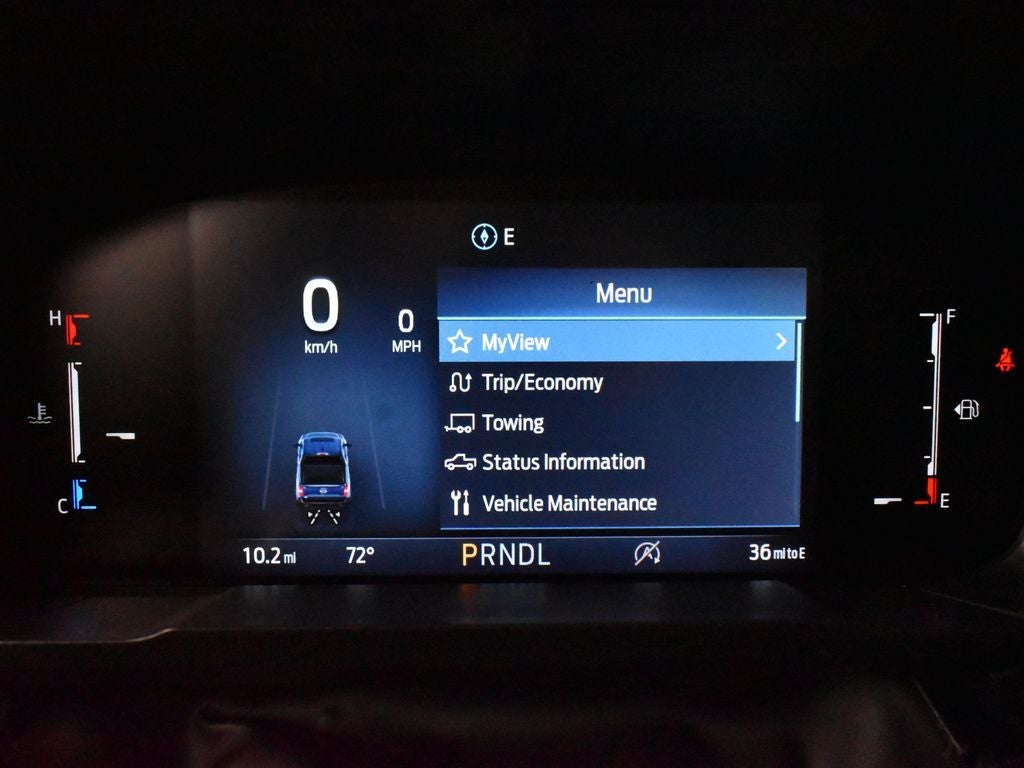 E
Menu
0
km/h
0
MPH
MyView
Trip/Economy
Towing
Status Information
Vehicle Maintenance
H
C
F
E
10.2 mi
72°
PRNDL
36 mi to E